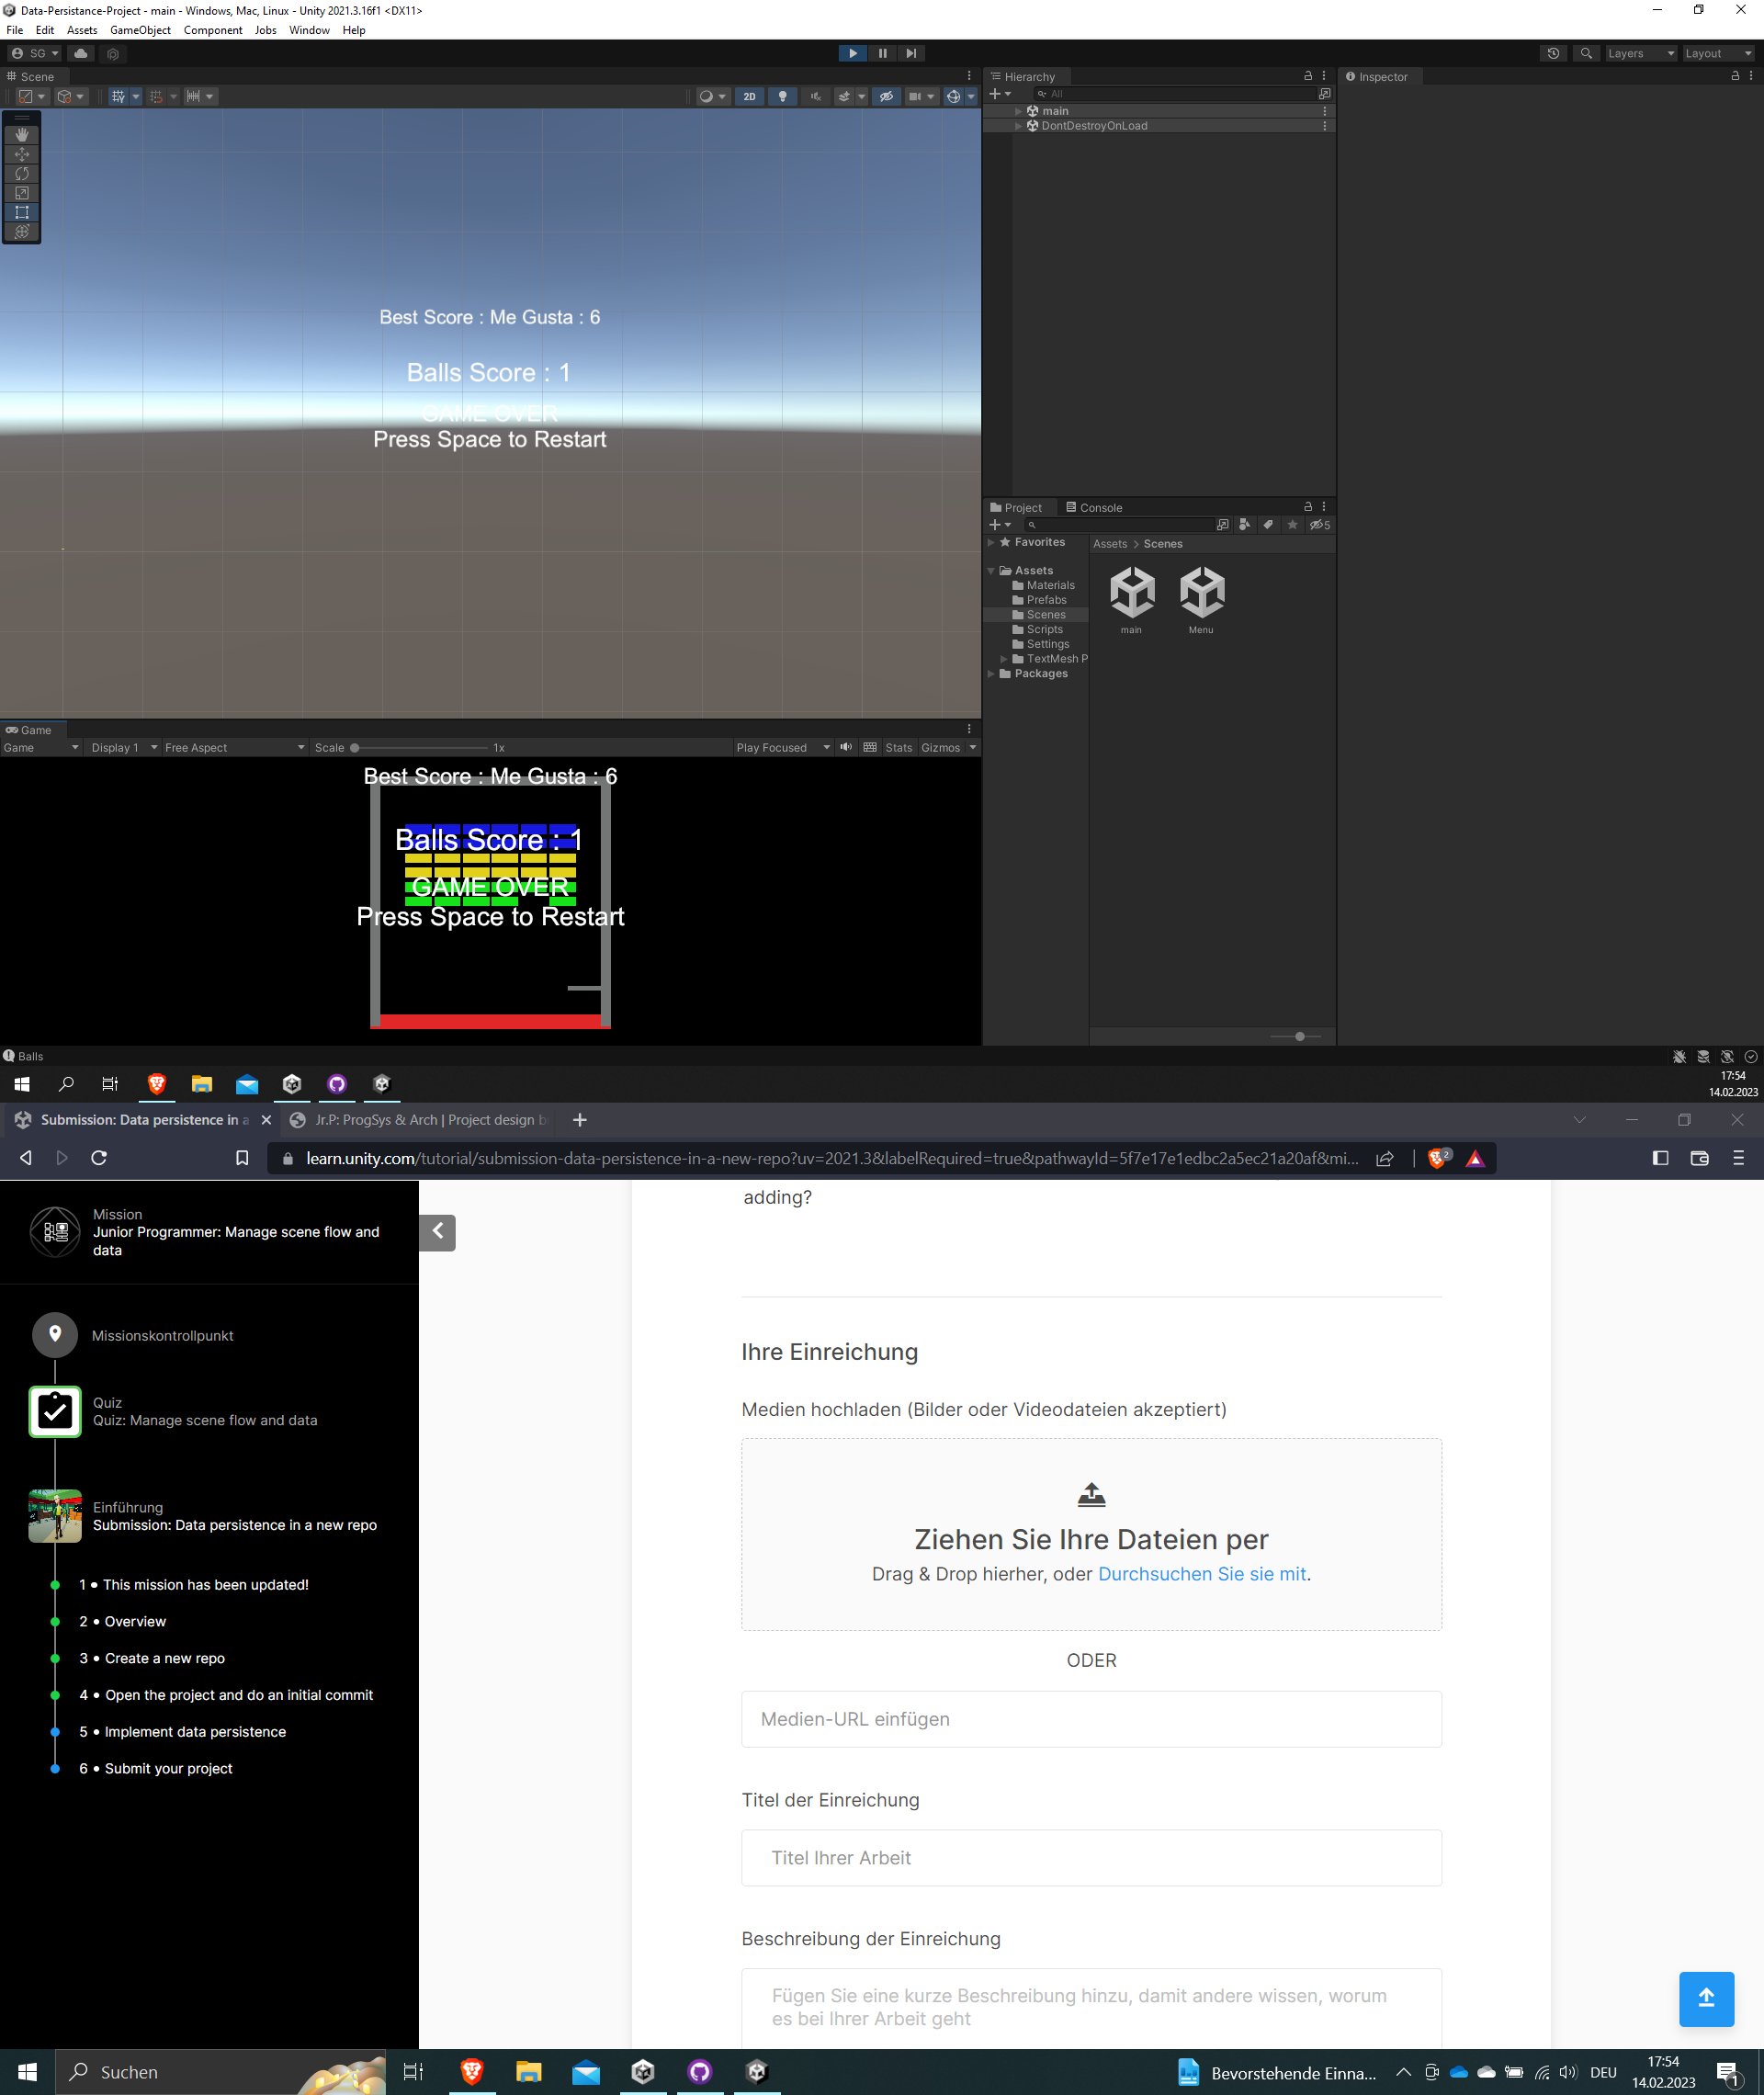 Data-Persistance-Project - main - Windows, Mac, Linux - Unity 2021.3.16f1 <DX11>
File Edit Assets GameObject Component Jobs Window Help
SG
Layers
Layout
Scene
2D
Best Score : Me Gusta : 6
Balls Score : 1
GAME OVER
Press Space to Restart
Hierarchy
All
main
DontDestroyOnLoad
Inspector
Project
Console
5
Favorites
Assets
Materials
Prefabs
Scenes
Scripts
Settings
TextMesh P
Packages
Assets > Scenes
main
Menu
Game
Game
Display 1
Free Aspect
Scale
1x
Play Focused
Stats
Gizmos
Best Score : Me Gusta : 6
Balls Score : 1
GAME OVER
Press Space to Restart
Balls
17:54
14.02.2023
Submission: Data persistence in a
Jr.P: ProgSys & Arch | Project design b
learn.unity.com/tutorial/submission-data-persistence-in-a-new-repo?uv=2021.3&labelRequired=true&pathwayId=5f7e17e1edbc2a5ec21a20af&mi...
2
Mission
Junior Programmer: Manage scene flow and
data
Missionskontrollpunkt
Quiz
Quiz: Manage scene flow and data
Einführung
Submission: Data persistence in a new repo
1 • This mission has been updated!
2 • Overview
3 • Create a new repo
4 • Open the project and do an initial commit
5 • Implement data persistence
6 • Submit your project
adding?
Ihre Einreichung
Medien hochladen (Bilder oder Videodateien akzeptiert)
Ziehen Sie Ihre Dateien per
Drag & Drop hierher, oder Durchsuchen Sie sie mit.
ODER
Medien-URL einfügen
Titel der Einreichung
Titel Ihrer Arbeit
Beschreibung der Einreichung
Fügen Sie eine kurze Beschreibung hinzu, damit andere wissen, worum
es bei Ihrer Arbeit geht
Suchen
Bevorstehende Einna...
DEU
17:54
14.02.2023
1